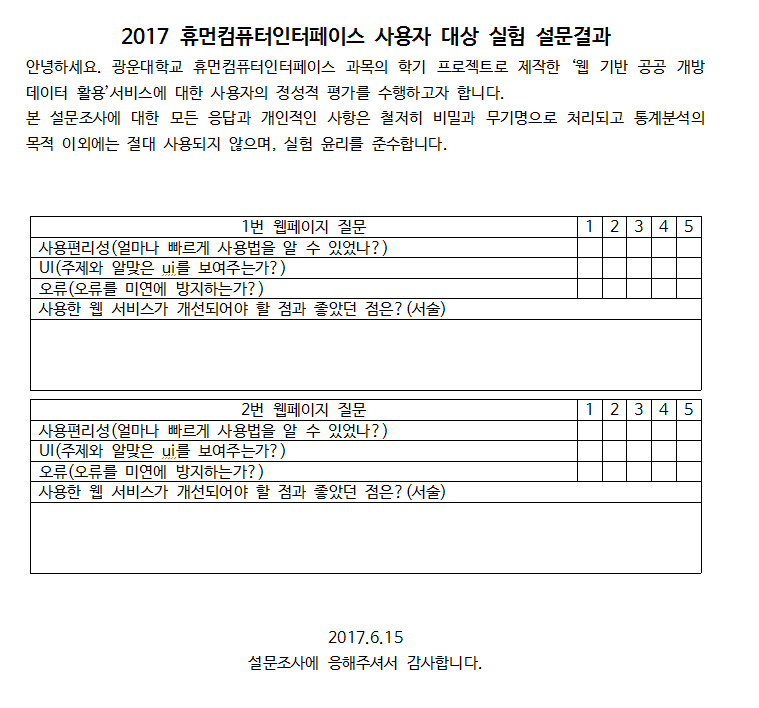 2017 휴먼컴퓨터인터페이스 사용자 대상 실험 설문결과
안녕하세요. 광운대학교 휴먼컴퓨터인터페이스 과목의 학기 프로젝트로 제작한 ‘웹 기반 공공 개방
데이터 활용’서비스에 대한 사용자의 정성적 평가를 수행하고자 합니다.
본 설문조사에 대한 모든 응답과 개인적인 사항은 철저히 비밀과 무기명으로 처리되고 통계분석의
목적 이외에는 절대 사용되지 않으며, 실험 윤리를 준수합니다.
1번 웹페이지 질문 1 2 3 4 5
사용편리성(얼마나 빠르게 사용법을 알 수 있었나?)
UI(주제와 알맞은 ui를 보여주는가?)
오류(오류를 미연에 방지하는가?)
사용한 웹 서비스가 개선되어야 할 점과 좋았던 점은?(서술)
2번 웹페이지 질문 1 2 3 4 5
사용편리성(얼마나 빠르게 사용법을 알 수 있었나?)
UI(주제와 알맞은 ui를 보여주는가?)
오류(오류를 미연에 방지하는가?)
사용한 웹 서비스가 개선되어야 할 점과 좋았던 점은?(서술)
2017.6.15
설문조사에 응해주셔서 감사합니다.